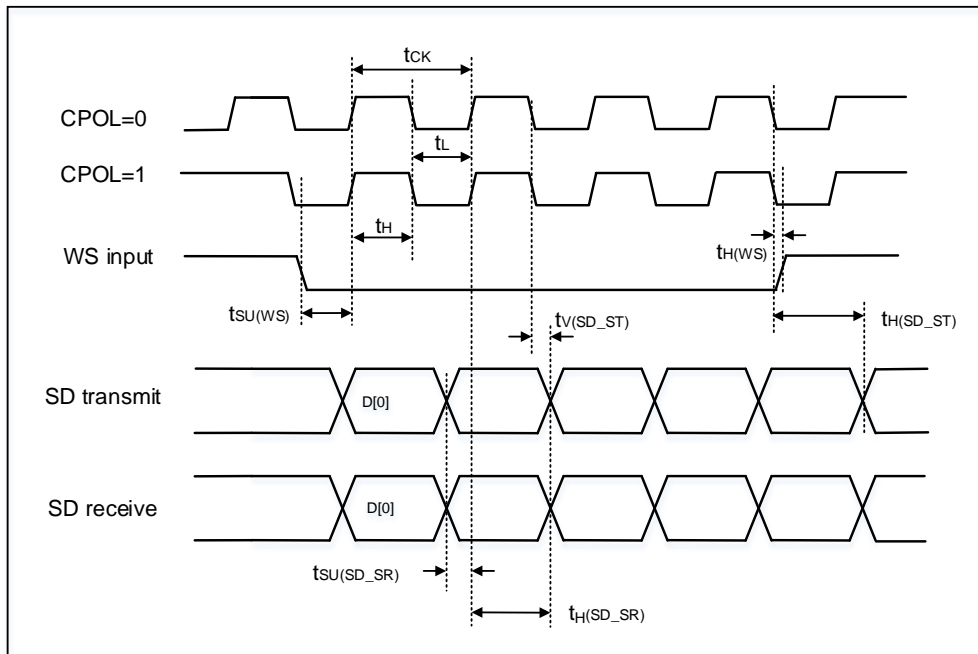 tCK
CPOL=0
tL
CPOL=1
tH
tH(WS)
WS input
tSU(WS)
tV(SD_ST)
tH(SD_ST)
SD transmit
D[0]
SD receive
D[0]
tSU(SD_SR)
tH(SD_SR)